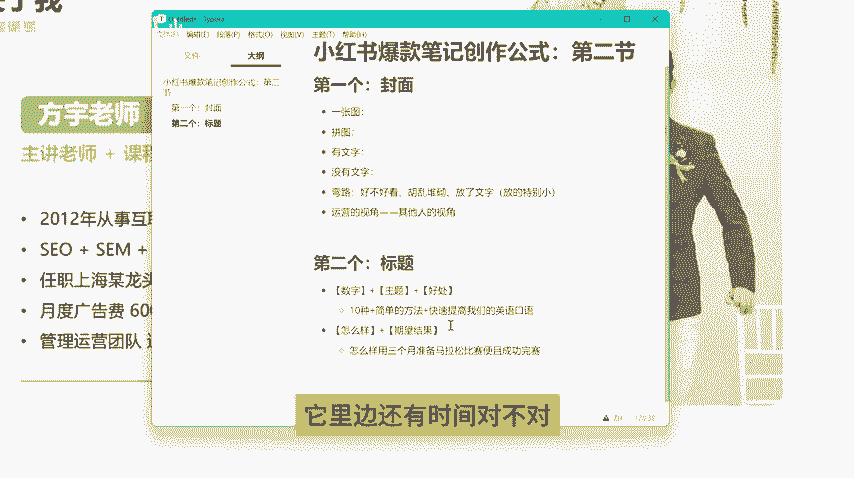 方宇老师
主讲老师 + 课程
• 2012年从事互联
• SEO + SEM +
• 任职上海某龙头
• 月度广告费 600
• 管理运营团队
编辑(E) 段落(P) 格式(O) 视图(V) 主题(T) 帮助(H)
文件 大纲
小红书爆款笔记创作公式：第二节
第一个：封面
第二个：标题
小红书爆款笔记创作公式：第二节
第一个：封面
• 一张图：
• 拼图：
• 有文字：
• 没有文字：
• 弯路：好不好看、胡乱堆砌、放了文字（放的特别小）
• 运营的视角——其他人的视角
第二个：标题
• 【数字】+【主题】+【好处】
◦ 10种+简单的方法+快速提高我们的英语口语
• 【怎么样】+【期望结果】
◦ 怎么样用三个月准备马拉松比赛便且成功完赛
它里边还有时间对不对